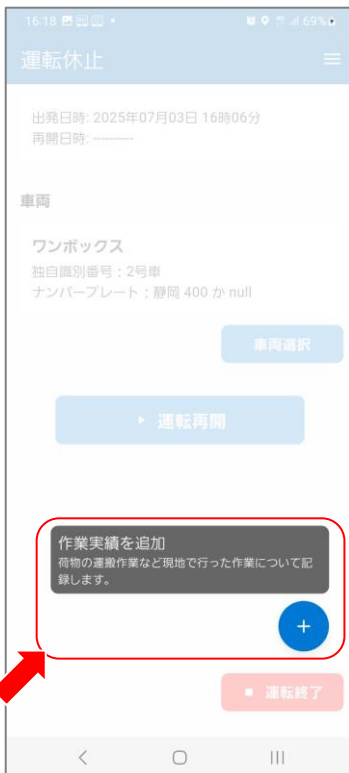 16:18 69%
運転休止
出発日時: 2025年07月03日 16時06分
再開日時: ----------
車両
ワンボックス
独自識別番号：2号車
ナンバープレート：静岡 400 か null
車両選択
運転再開
作業実績を追加
荷物の運搬作業など現地で行った作業について記
録します。
+
運転終了